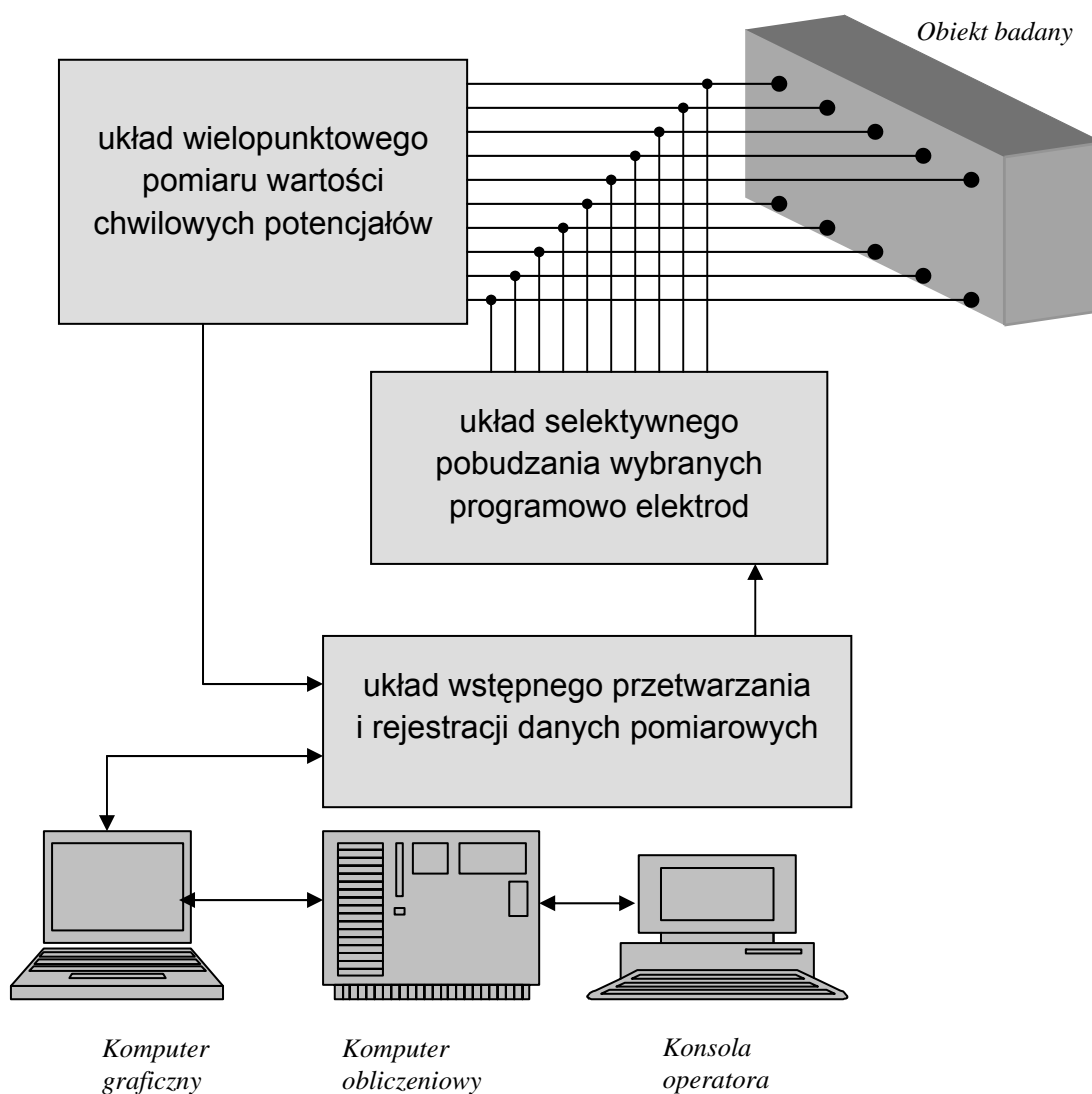 Obiekt badany
układ wielopunktowego
pomiaru wartości
chwilowych potencjałów
układ selektywnego
pobudzania wybranych
programowo elektrod
układ wstępnego przetwarzania
i rejestracji danych pomiarowych
Komputer
graficzny
Komputer
obliczeniowy
Konsola
operatora